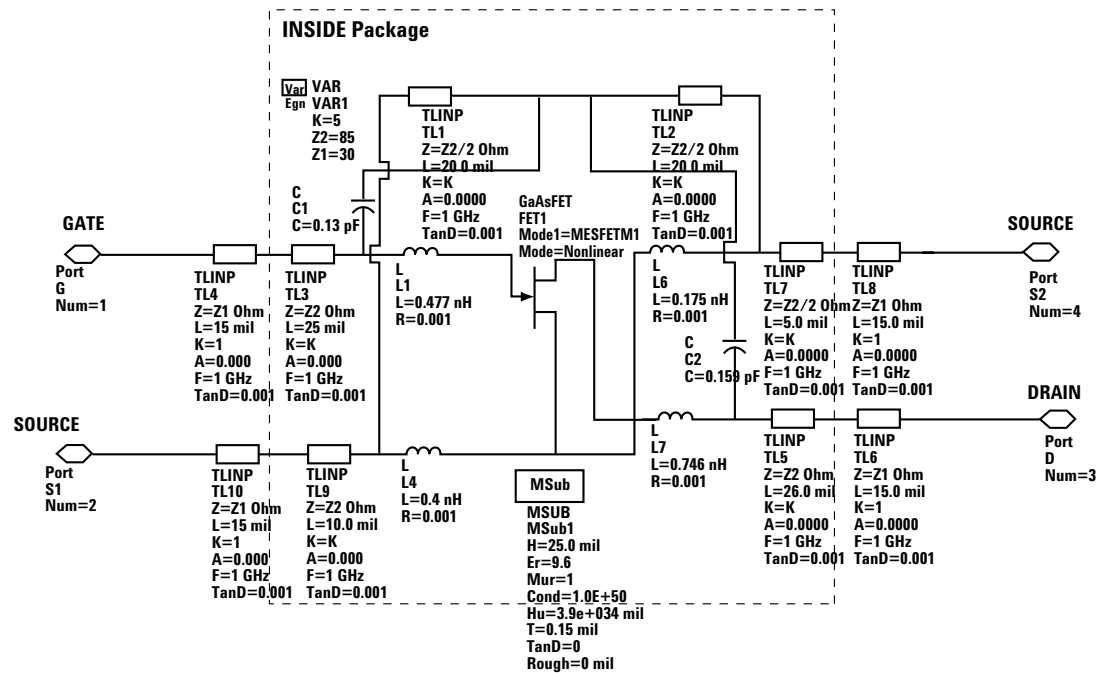 INSIDE Package
Var VAR
Egn VAR1
K=5
Z2=85
Z1=30
TLINP
TL1
Z=Z2/2 Ohm
L=20 0 mil
K=K
A=0.0000
F=1 GHz
TanD=0.001
TLINP
TL2
Z=Z2/2 Ohm
L=20 0 mil
K=K
A=0.0000
F=1 GHz
TanD=0.001
C
C1
C=0.13 pF
GaAsFET
FET1
Mode1=MESFETM1
Mode=Nonlinear
GATE
Port
G
Num=1
TLINP
TL4
Z=Z1 Ohm
L=15 mil
K=1
A=0.000
F=1 GHz
TanD=0.001
TLINP
TL3
Z=Z2 Ohm
L=25 mil
K=K
A=0.000
F=1 GHz
TanD=0.001
L
L1
L=0.477 nH
R=0.001
L
L6
L=0.175 nH
R=0.001
C
C2
C=0.159 pF
TLINP
TL7
Z=Z2/2 Ohm
L=5.0 mil
K=K
A=0.0000
F=1 GHz
TanD=0.001
TLINP
TL8
Z=Z1 Ohm
L=15.0 mil
K=1
A=0.0000
F=1 GHz
TanD=0.001
SOURCE
Port
S2
Num=4
SOURCE
Port
S1
Num=2
TLINP
TL10
Z=Z1 Ohm
L=15 mil
K=1
A=0.000
F=1 GHz
TanD=0.001
TLINP
TL9
Z=Z2 Ohm
L=10.0 mil
K=K
A=0.000
F=1 GHz
TanD=0.001
L
L4
L=0.4 nH
R=0.001
MSub
MSUB
MSub1
H=25.0 mil
Er=9.6
Mur=1
Cond=1.0E+50
Hu=3.9e+034 mil
T=0.15 mil
TanD=0
Rough=0 mil
L
L7
L=0.746 nH
R=0.001
TLINP
TL5
Z=Z2 Ohm
L=26.0 mil
K=K
A=0.0000
F=1 GHz
TanD=0.001
TLINP
TL6
Z=Z1 Ohm
L=15.0 mil
K=1
A=0.0000
F=1 GHz
TanD=0.001
DRAIN
Port
D
Num=3